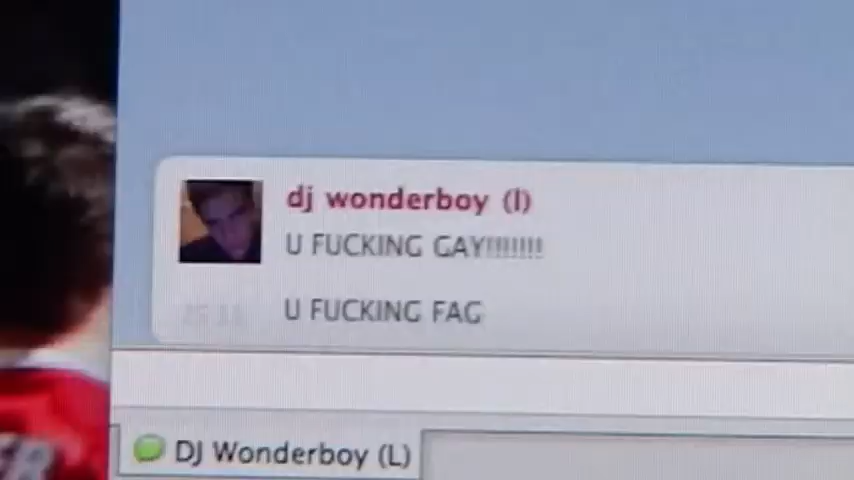 dj wonderboy (l)
U FUCKING GAY!!!!!!!
U FUCKING FAG
DJ Wonderboy (L)